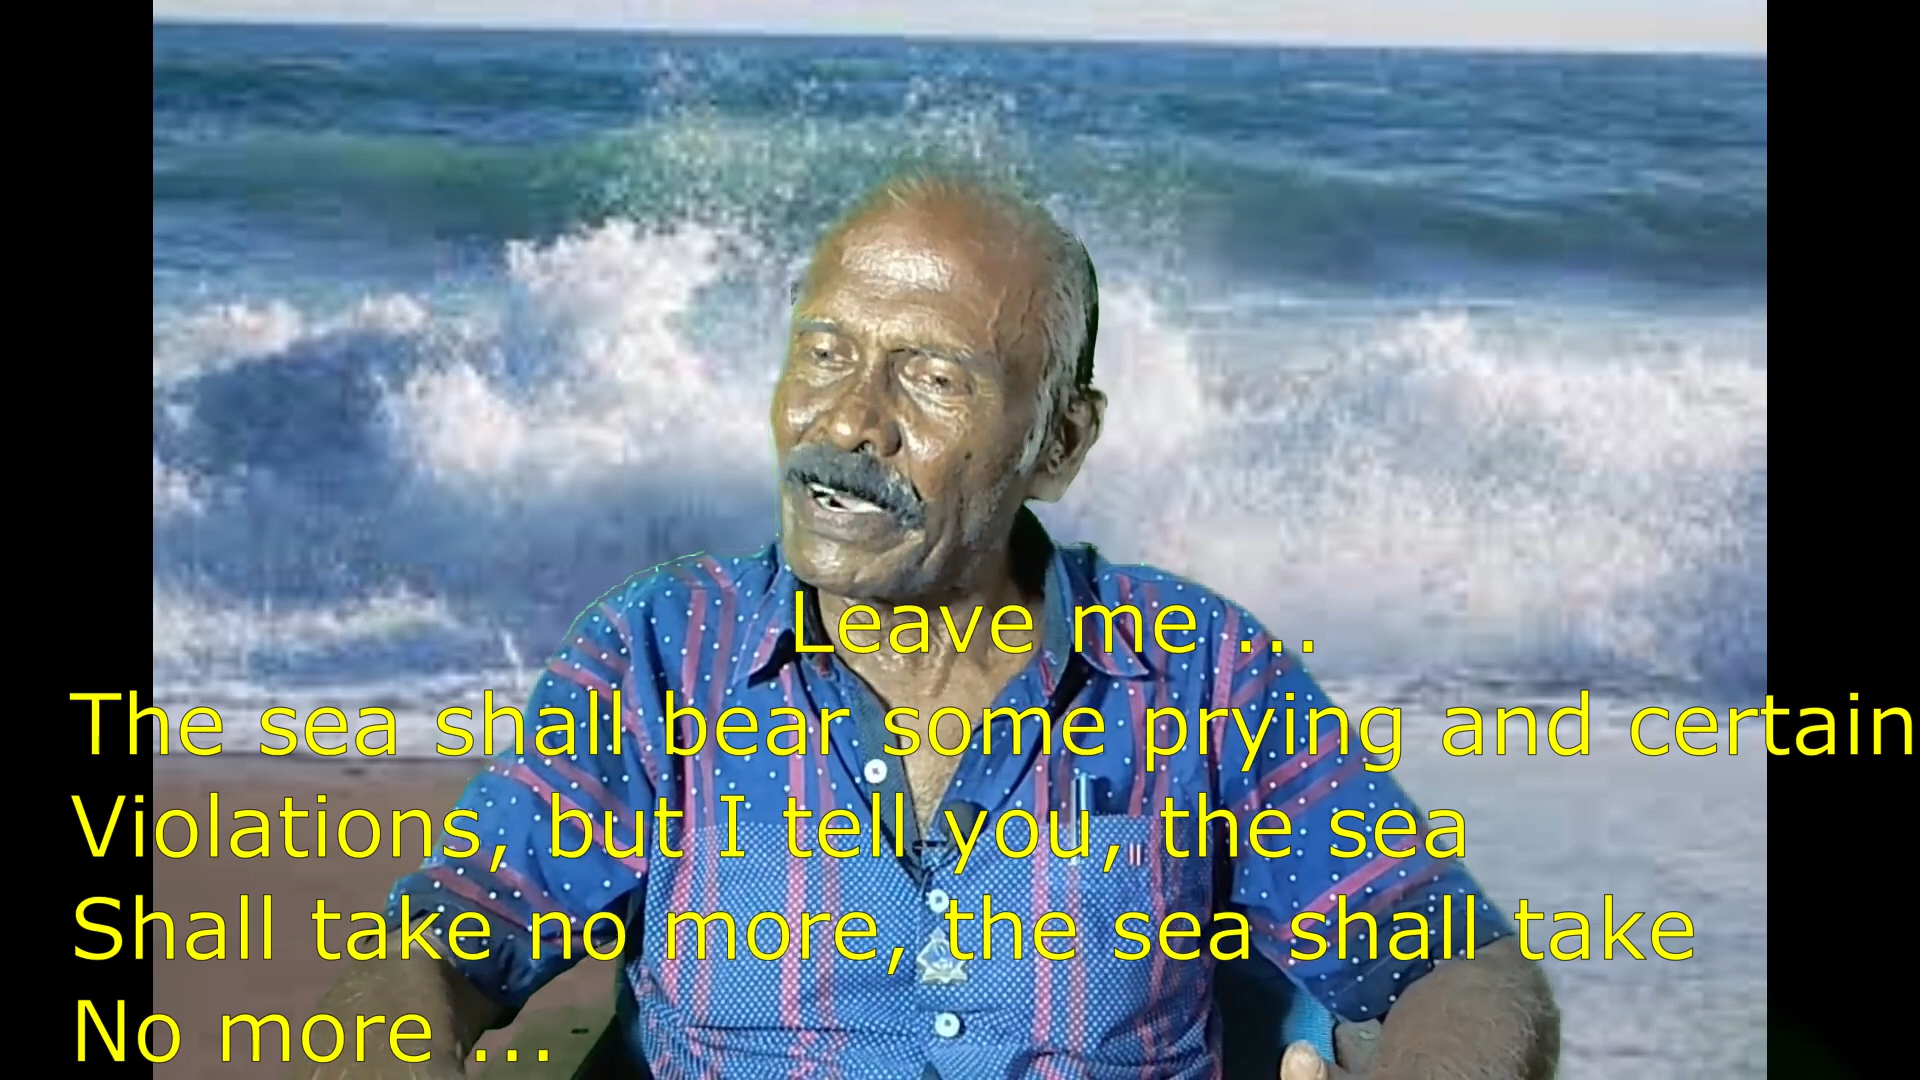 Leave me ...
The sea shall bear some prying and certain
Violations, but I tell you, the sea
Shall take no more, the sea shall take
No more ...